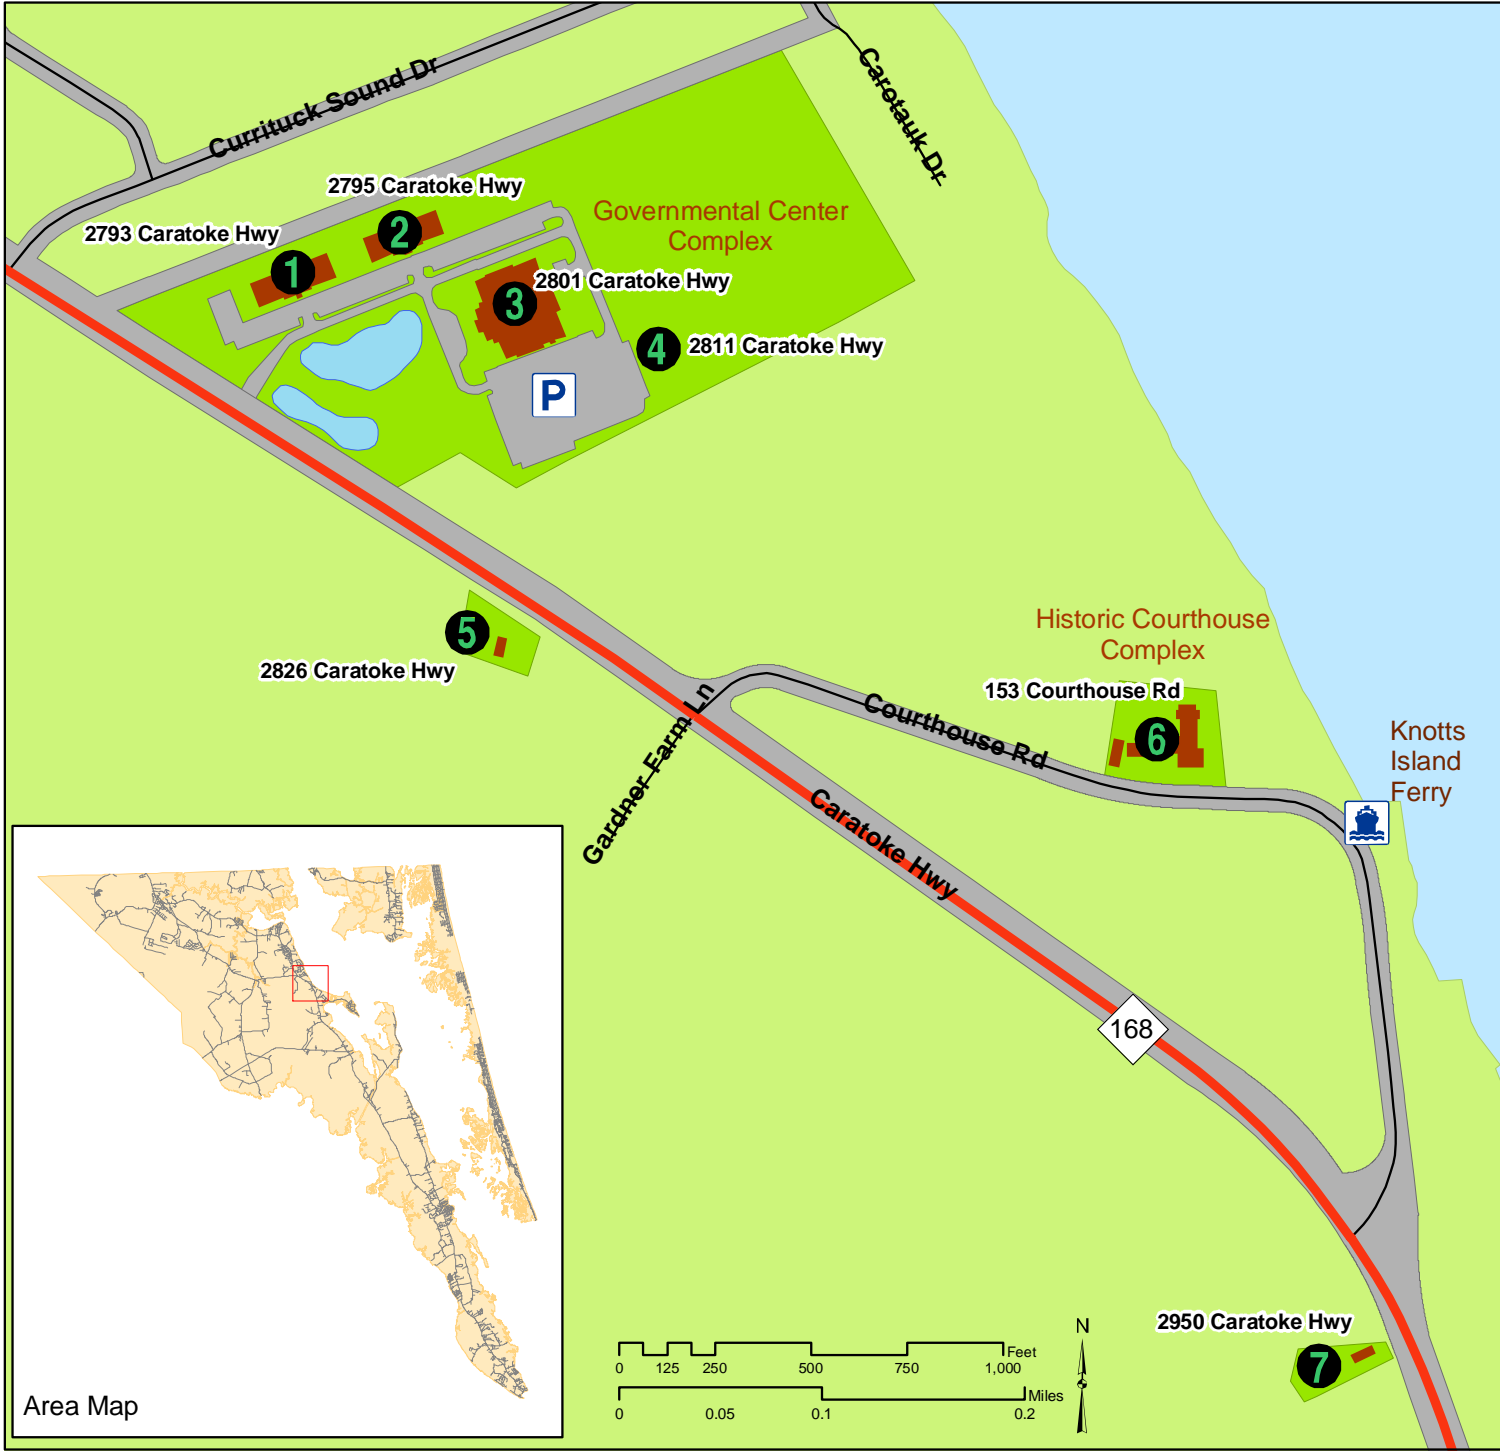 Currituck Sound Dr
Carotauk Dr
2795 Caratoke Hwy
2
2793 Caratoke Hwy
1
Governmental Center
Complex
2801 Caratoke Hwy
3
4
2811 Caratoke Hwy
P
5
2826 Caratoke Hwy
Historic Courthouse
Complex
153 Courthouse Rd
6
Courthouse Rd
Gardner Farm Ln
Knotts
Island
Ferry
Caratoke Hwy
168
2950 Caratoke Hwy
7
Area Map
Feet
0 125 250 500 750 1,000
Miles
0 0.05 0.1 0.2
N